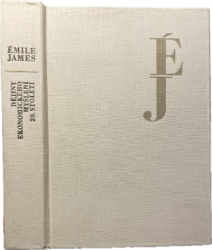 ÉMILE
JAMES
DĚJINY
EKONOMICKÉHO
MYŠLENÍ
20. STOLETÍ
É
J